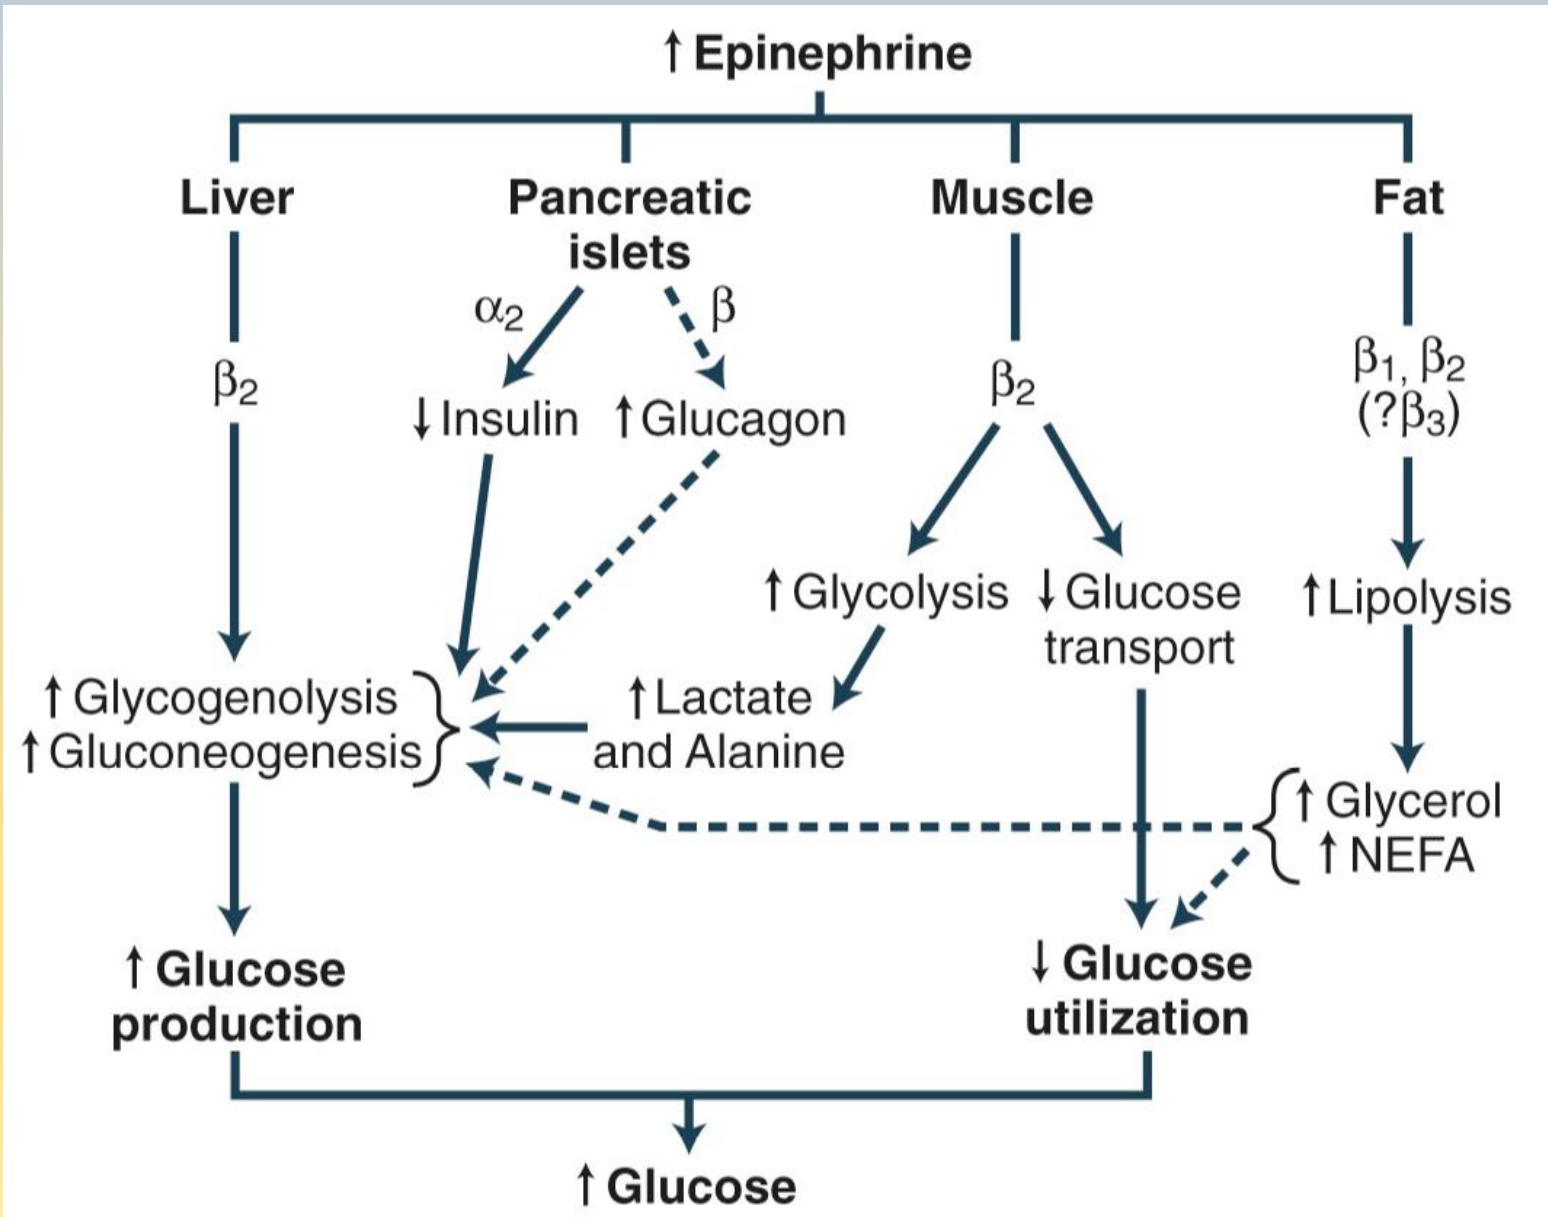 ↑ Epinephrine
Liver
Pancreatic
islets
Muscle
Fat
α2
β
β2
↓ Insulin
↑ Glucagon
β2
β1, β2
(?β3)
↑ Glycolysis
↓ Glucose
transport
↑ Lipolysis
↑ Glycogenolysis
↑ Gluconeogenesis
↑ Lactate
and Alanine
↑ Glycerol
↑ NEFA
↑ Glucose
production
↓ Glucose
utilization
↑ Glucose